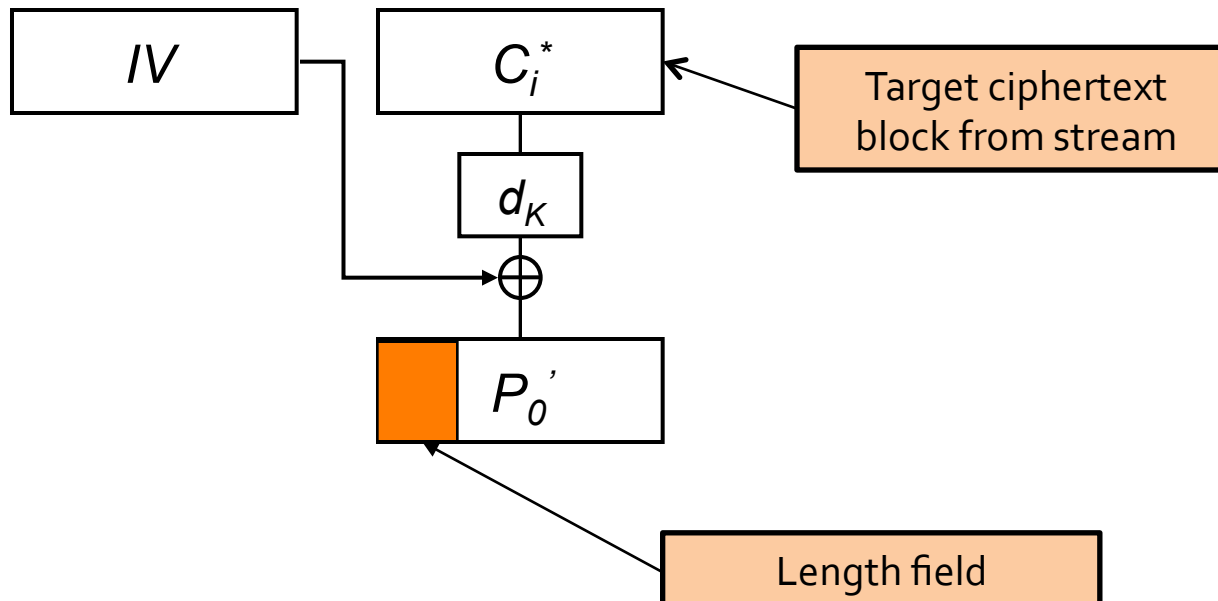 IV
C_i^*
Target ciphertext
block from stream
d_K
P_0'
Length field